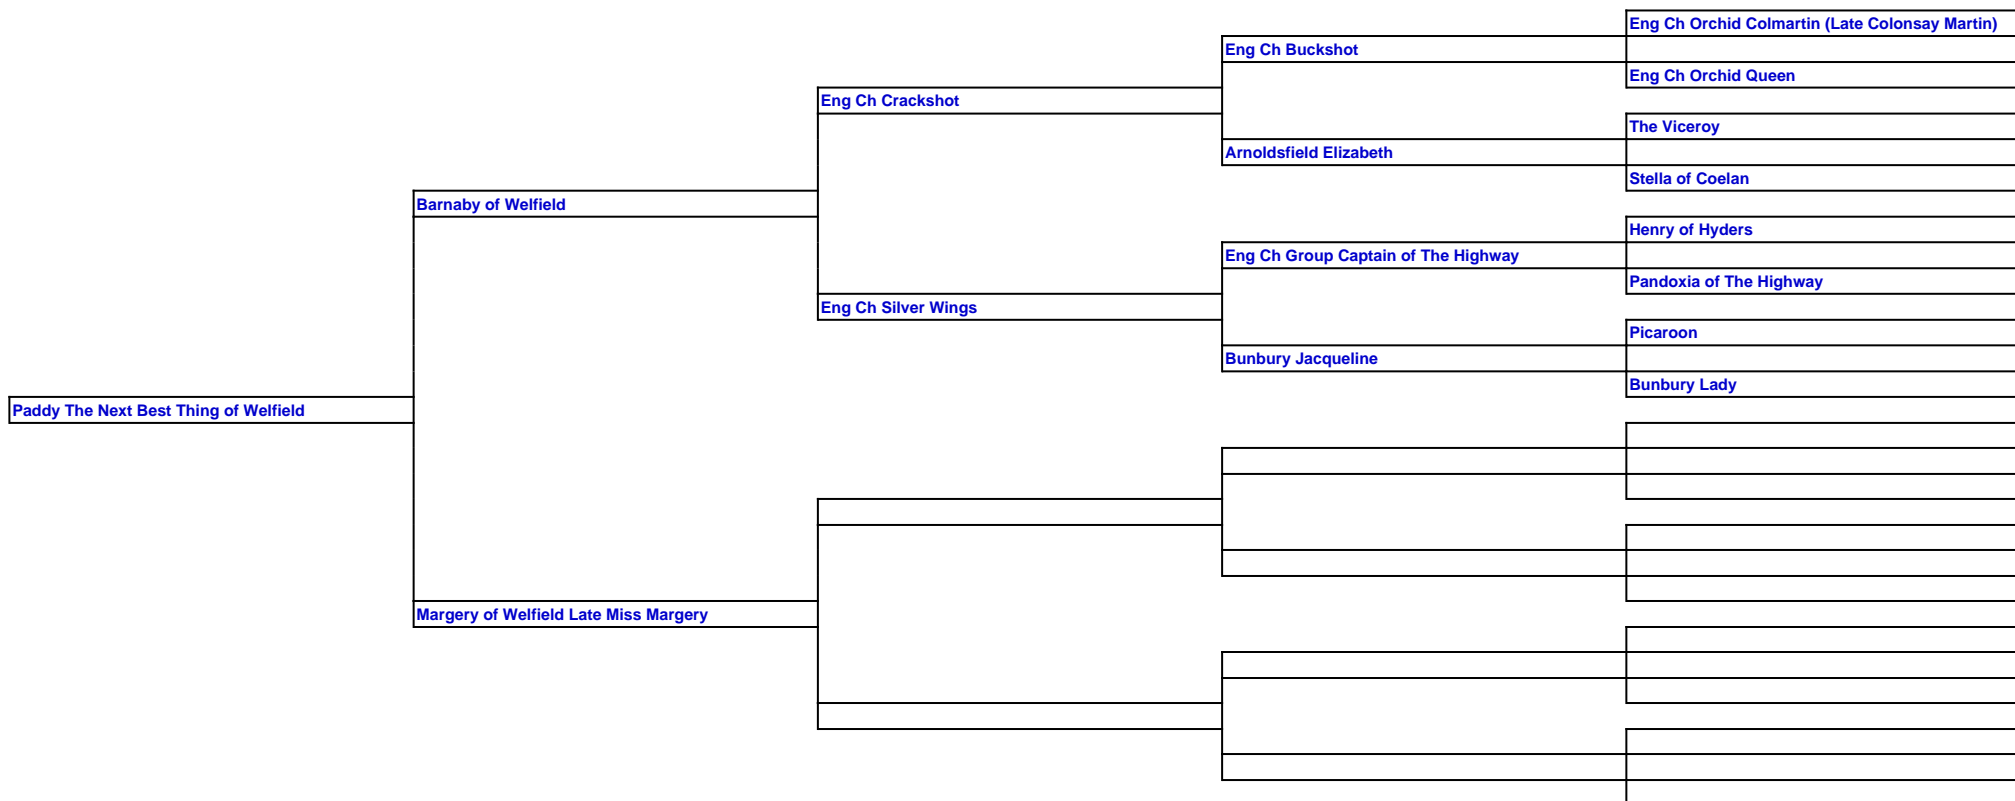 Eng Ch Orchid Colmartin (Late Colonsay Martin)
Eng Ch Buckshot
Eng Ch Orchid Queen
Eng Ch Crackshot
The Viceroy
Arnoldsfield Elizabeth
Stella of Coelan
Barnaby of Welfield
Henry of Hyders
Eng Ch Group Captain of The Highway
Pandoxia of The Highway
Eng Ch Silver Wings
Picaroon
Bunbury Jacqueline
Bunbury Lady
Paddy The Next Best Thing of Welfield
Margery of Welfield Late Miss Margery